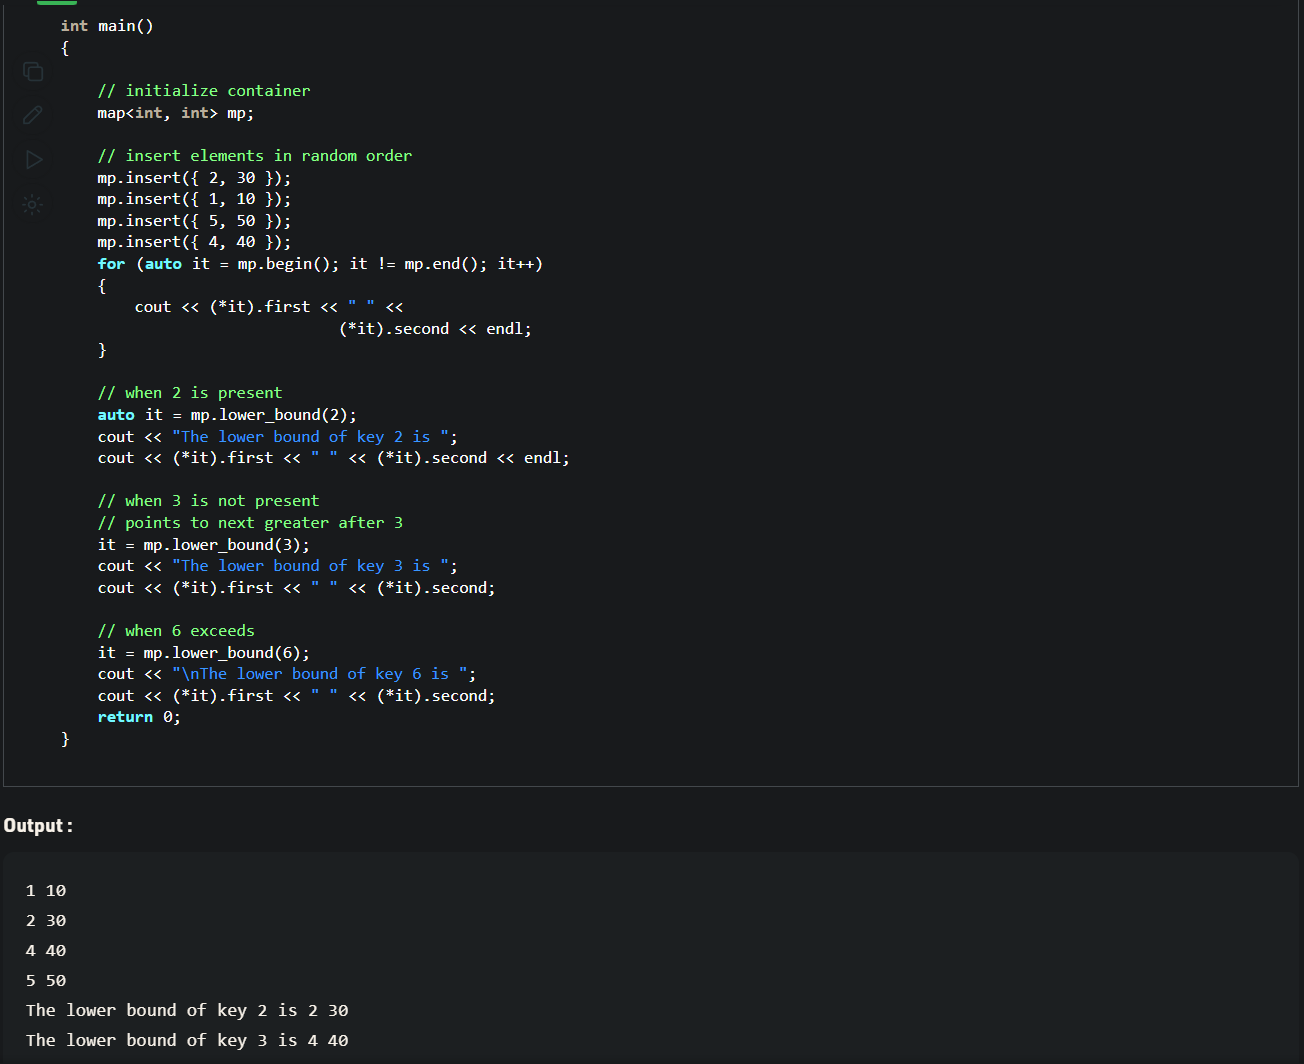 int main()
{
// initialize container
map<int, int> mp;
// insert elements in random order
mp.insert({ 2, 30 });
mp.insert({ 1, 10 });
mp.insert({ 5, 50 });
mp.insert({ 4, 40 });
for (auto it = mp.begin(); it != mp.end(); it++)
{
cout << (*it).first << " " <<
(*it).second << endl;
}
// when 2 is present
auto it = mp.lower_bound(2);
cout << "The lower bound of key 2 is ";
cout << (*it).first << " " << (*it).second << endl;
// when 3 is not present
// points to next greater after 3
it = mp.lower_bound(3);
cout << "The lower bound of key 3 is ";
cout << (*it).first << " " << (*it).second;
// when 6 exceeds
it = mp.lower_bound(6);
cout << "\nThe lower bound of key 6 is ";
cout << (*it).first << " " << (*it).second;
return 0;
}
Output:
1 10
2 30
4 40
5 50
The lower bound of key 2 is 2 30
The lower bound of key 3 is 4 40